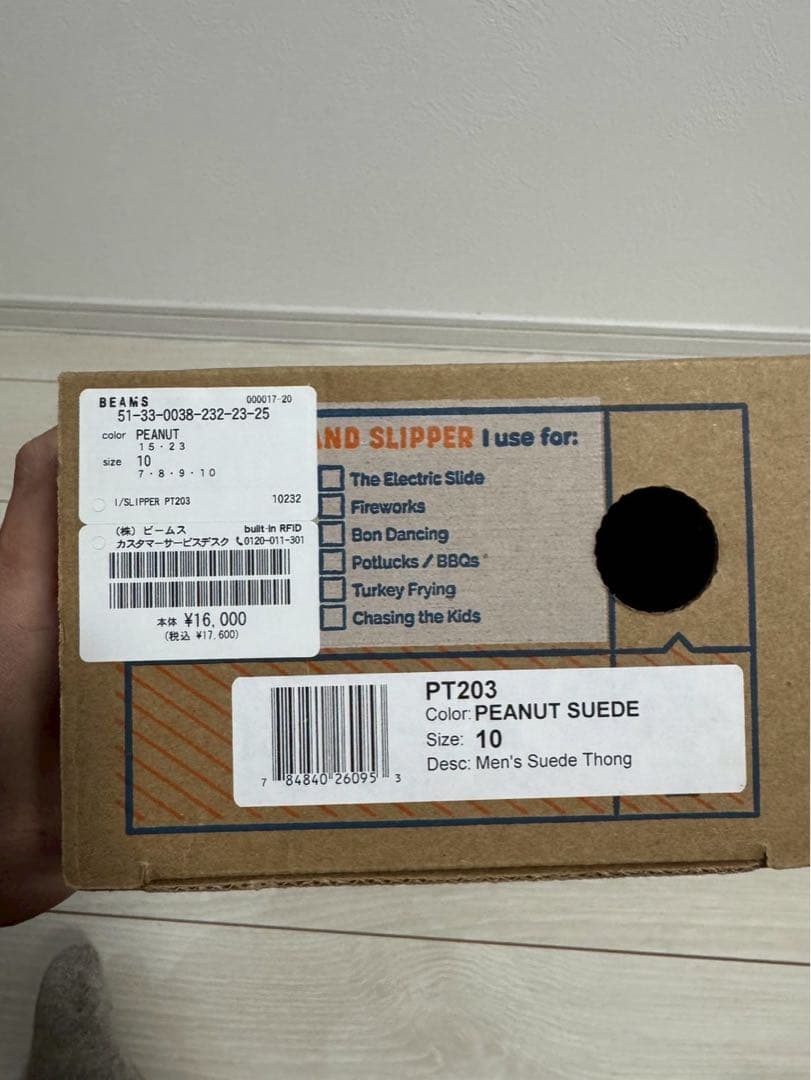 BEAMS 000017-20
51-33-0038-232-23-25
color PEANUT
15・23
size 10
7・8・9・10
I/SLIPPER PT203 10232
(株) ビームス built-in RFID
カスタマーサービスデスク 0120-011-301
本体 ¥16,000
(税込 ¥17,600)
AND SLIPPER I use for:
The Electric Slide
Fireworks
Bon Dancing
Potlucks / BBQs
Turkey Frying
Chasing the Kids
PT203
Color: PEANUT SUEDE
Size: 10
Desc: Men's Suede Thong
7 84840 26095 3